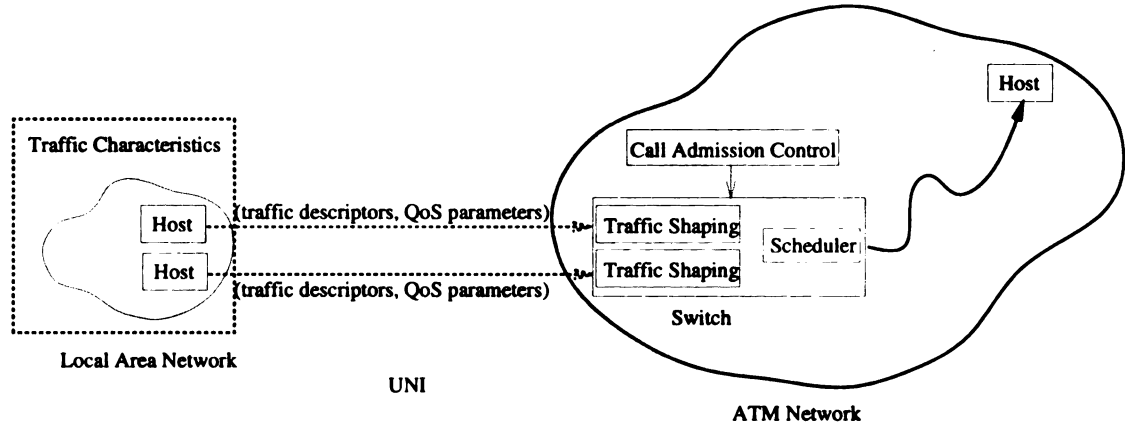 Host
Call Admission Control
Traffic Characteristics
(traffic descriptors, QoS parameters)
Host
Traffic Shaping
Scheduler
Host
Traffic Shaping
(traffic descriptors, QoS parameters)
Switch
Local Area Network
UNI
ATM Network